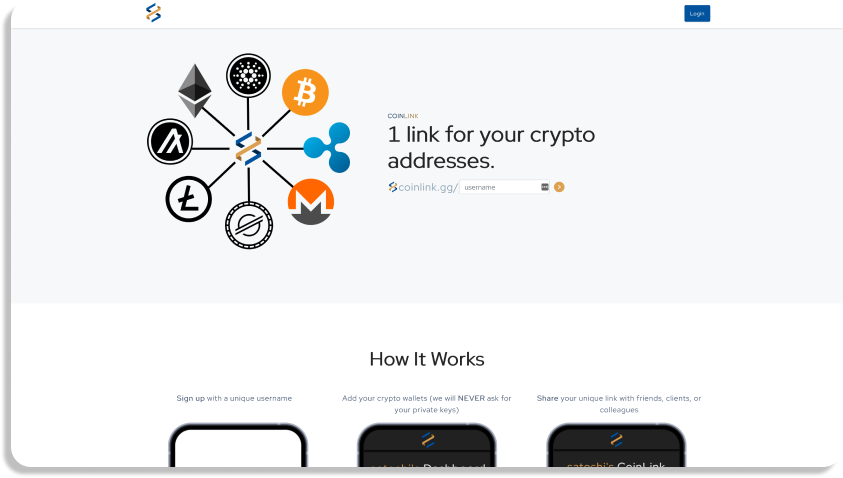 Login
COINLINK
1 link for your crypto
addresses.
coinlink.gg/ username
How It Works
Sign up with a unique username
Add your crypto wallets (we will NEVER ask for
your private keys)
Share your unique link with friends, clients, or
colleagues
satoshi's Dashboard
satoshi's CoinLink